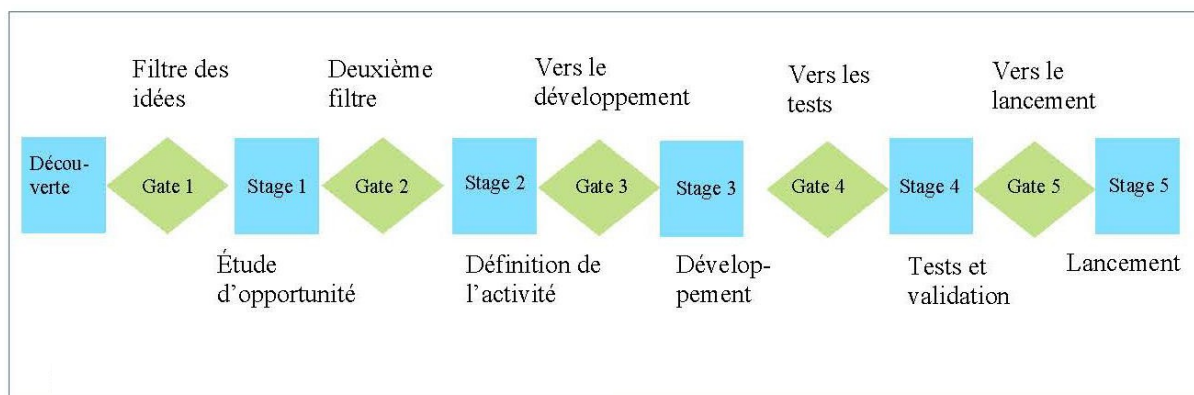 Filtre des
idées
Deuxième
filtre
Vers le
développement
Vers les
tests
Vers le
lancement
Décou-
verte
Gate 1
Stage 1
Gate 2
Stage 2
Gate 3
Stage 3
Gate 4
Stage 4
Gate 5
Stage 5
Étude
d’opportunité
Définition de
l’activité
Dévelop-
pement
Tests et
validation
Lancement